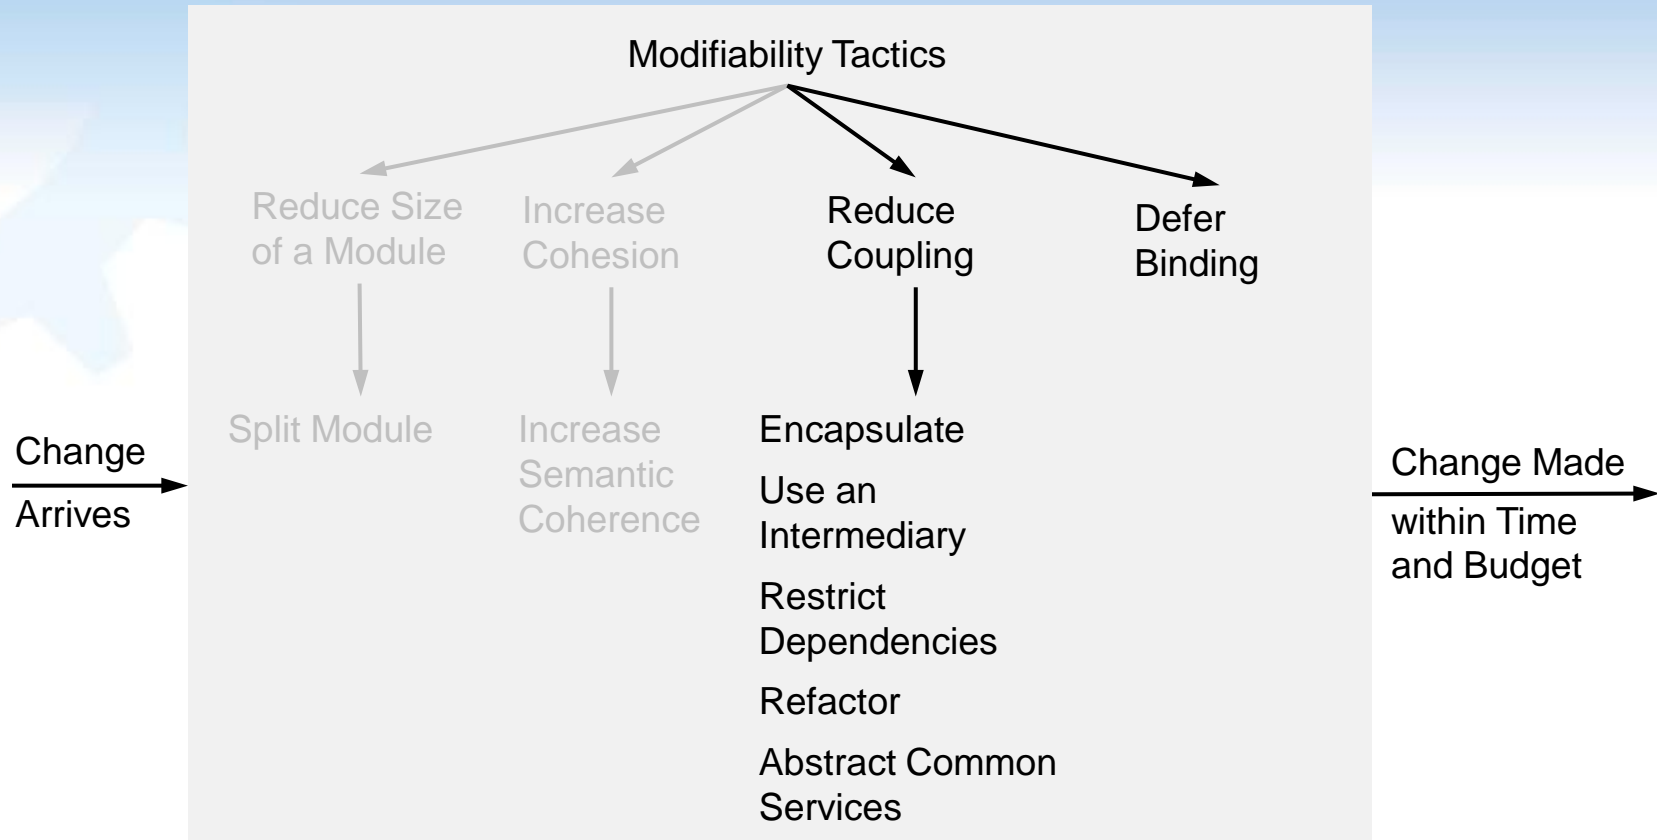 Modifiability Tactics
Reduce Size
of a Module
Increase
Cohesion
Reduce
Coupling
Defer
Binding
Split Module
Increase
Semantic
Coherence
Encapsulate
Use an
Intermediary
Restrict
Dependencies
Refactor
Abstract Common
Services
Change
Arrives
Change Made
within Time
and Budget